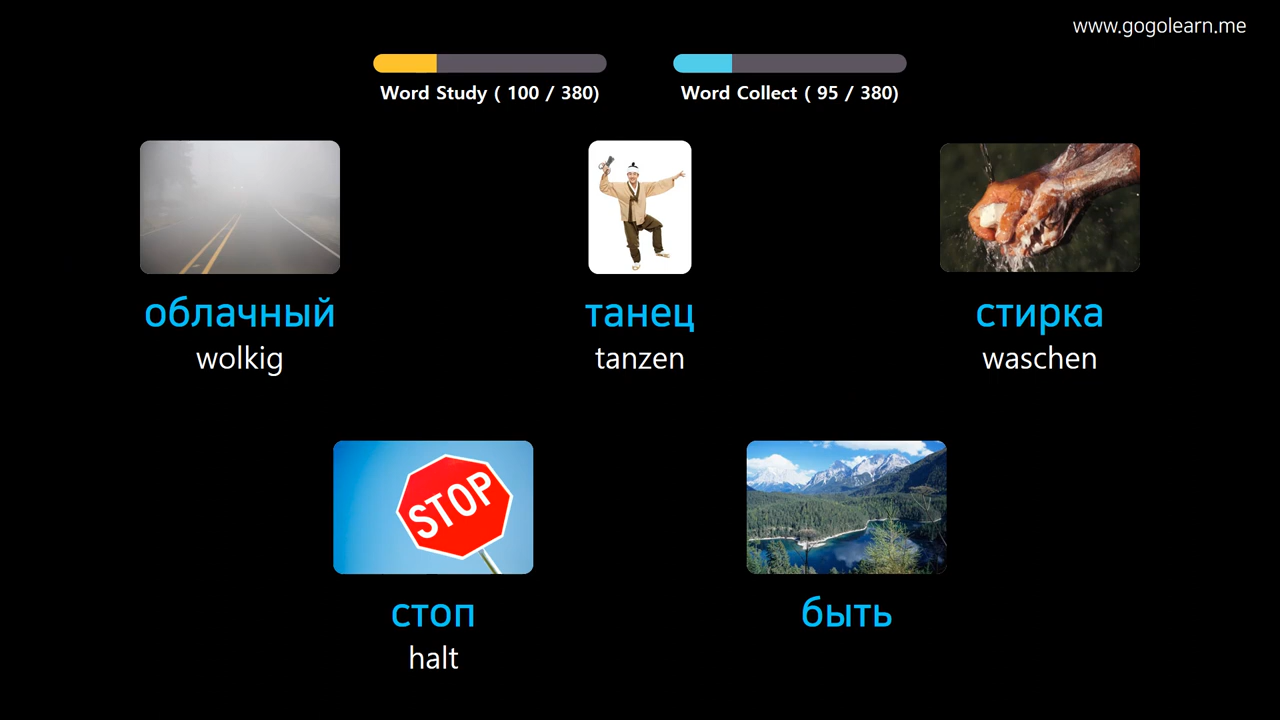 www.gogolearn.me
Word Study ( 100 / 380)
Word Collect ( 95 / 380)
облачный
wolkig
танец
tanzen
стирка
waschen
STOP
стоп
halt
быть